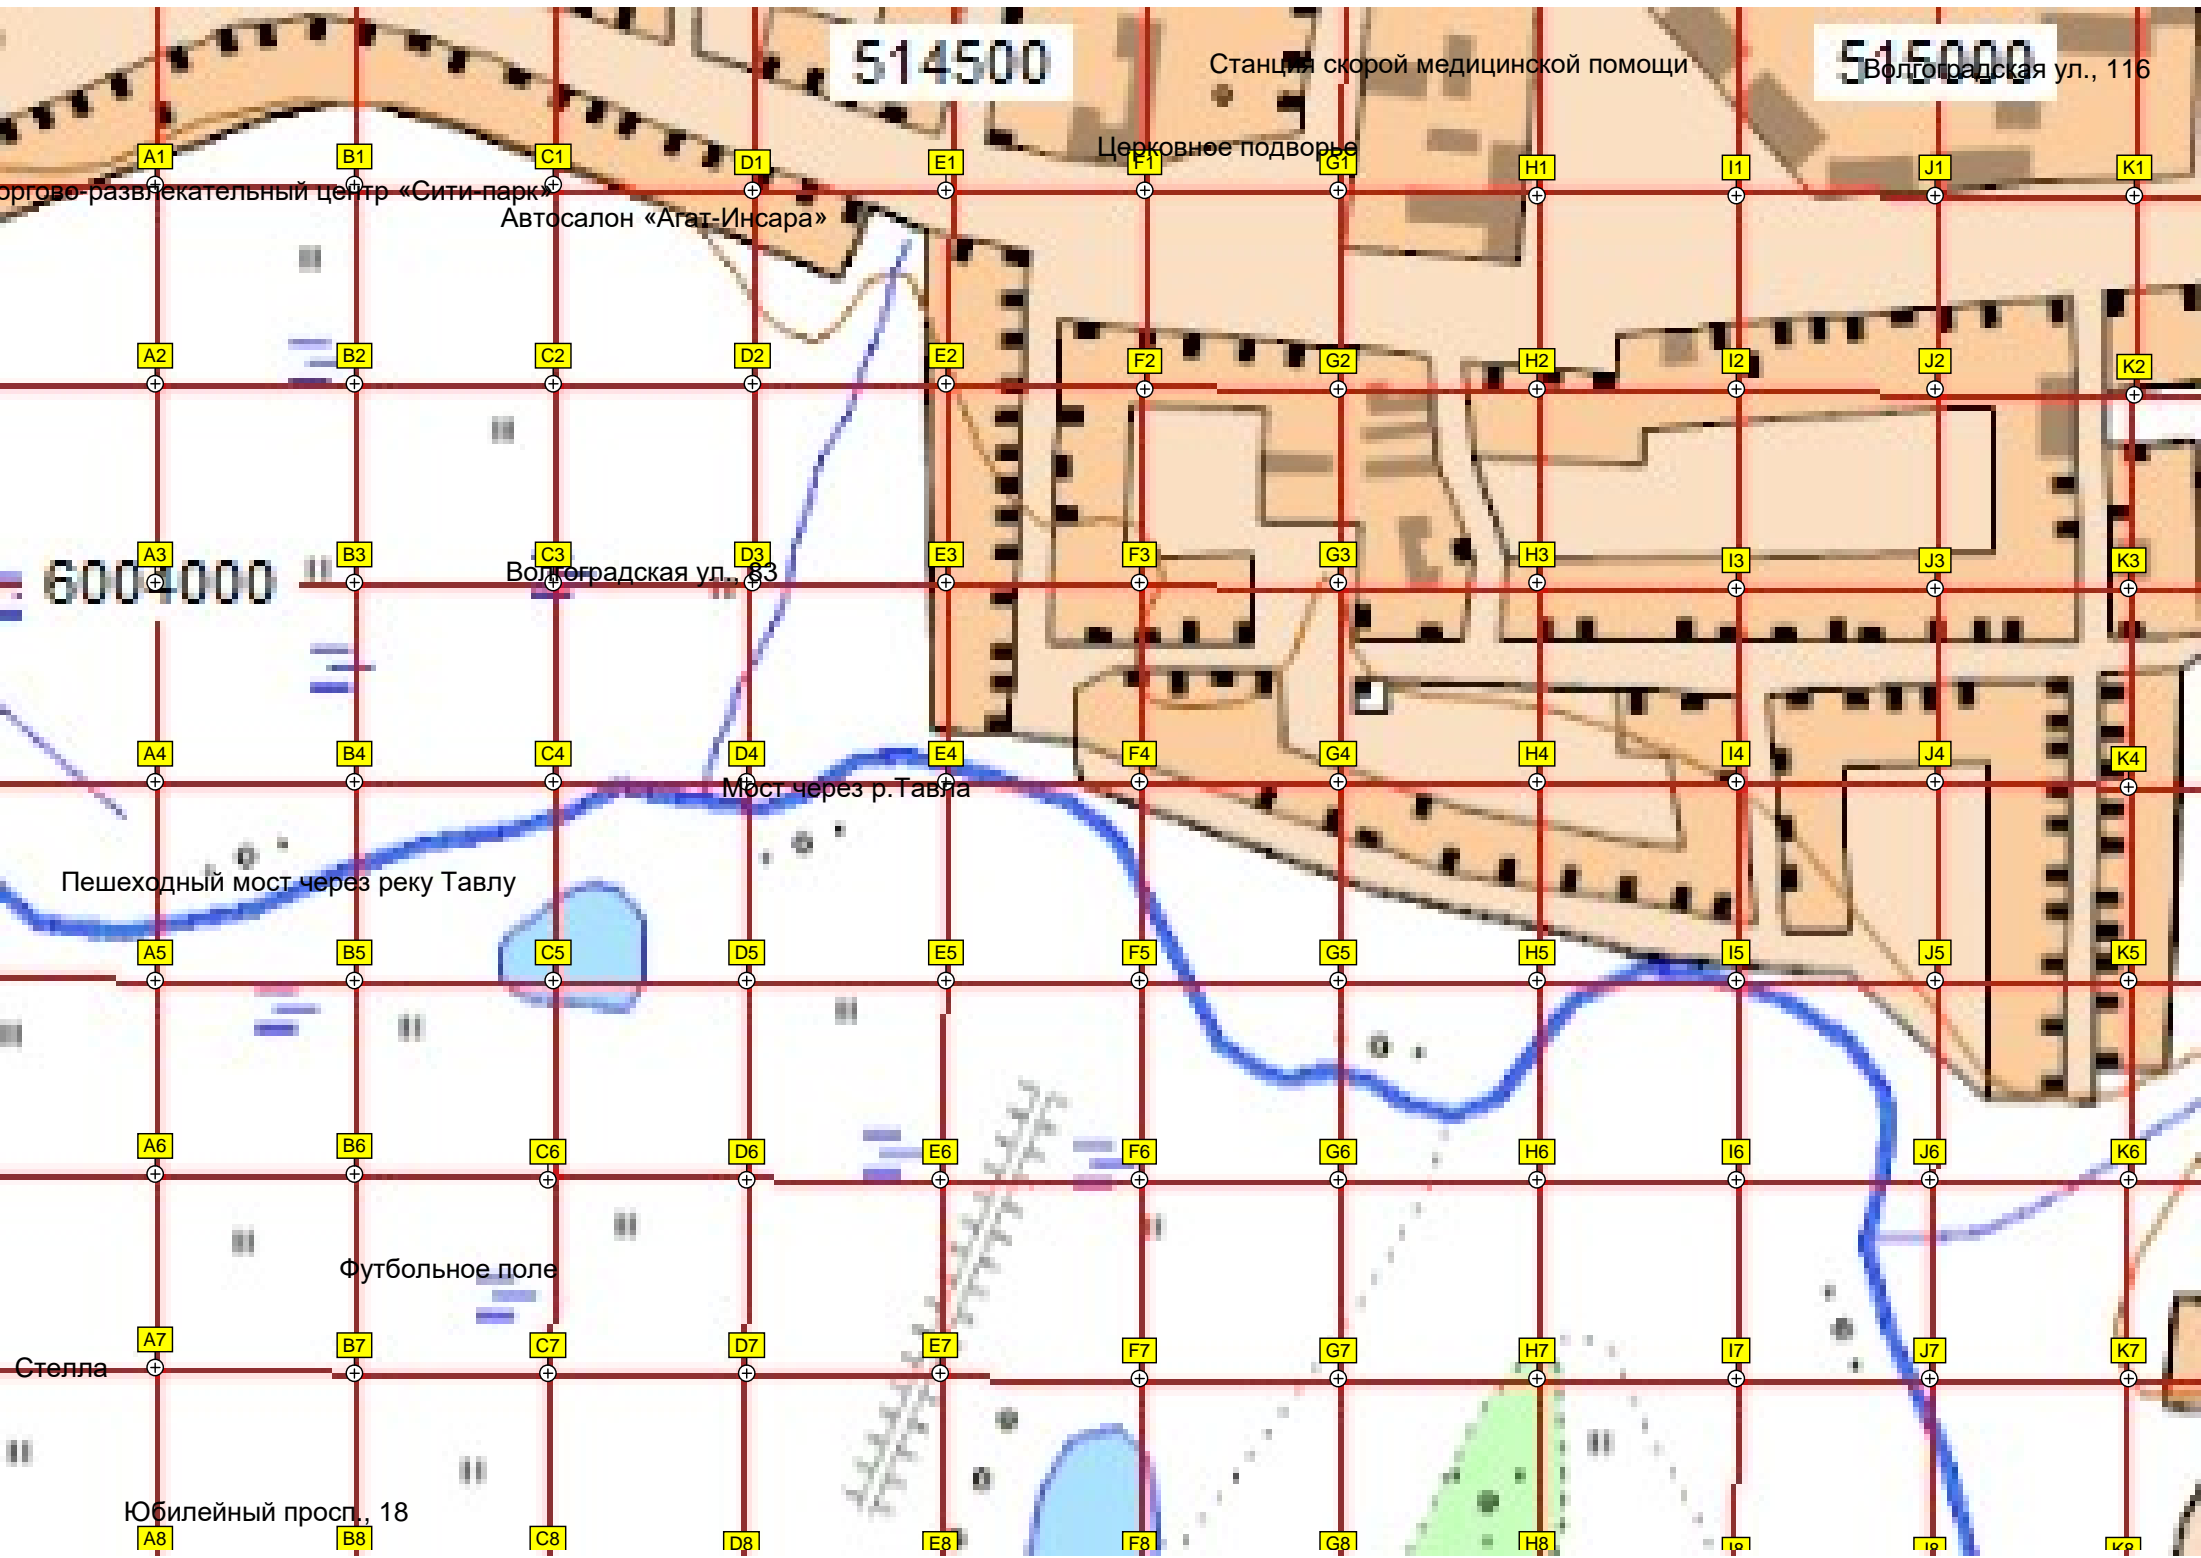 514500
Станция скорой медицинской помощи
515000
Волгоградская ул., 116
Церковное подворье
A1 B1 C1 D1 E1 F1 G1 H1 I1 J1 K1
оргово-развлекательный центр «Сити-парк»
Автосалон «Агат-Инсара»
A2 B2 C2 D2 E2 F2 G2 H2 I2 J2 K2
A3 B3 C3 D3 E3 F3 G3 H3 I3 J3 K3
6004000
Волгоградская ул., 83
A4 B4 C4 D4 E4 F4 G4 H4 I4 J4 K4
Мост через р.Тавла
Пешеходный мост через реку Тавлу
A5 B5 C5 D5 E5 F5 G5 H5 I5 J5 K5
A6 B6 C6 D6 E6 F6 G6 H6 I6 J6 K6
Футбольное поле
A7 B7 C7 D7 E7 F7 G7 H7 I7 J7 K7
Стелла
Юбилейный просп., 18
A8 B8 C8 D8 E8 F8 G8 H8 I8 J8 K8